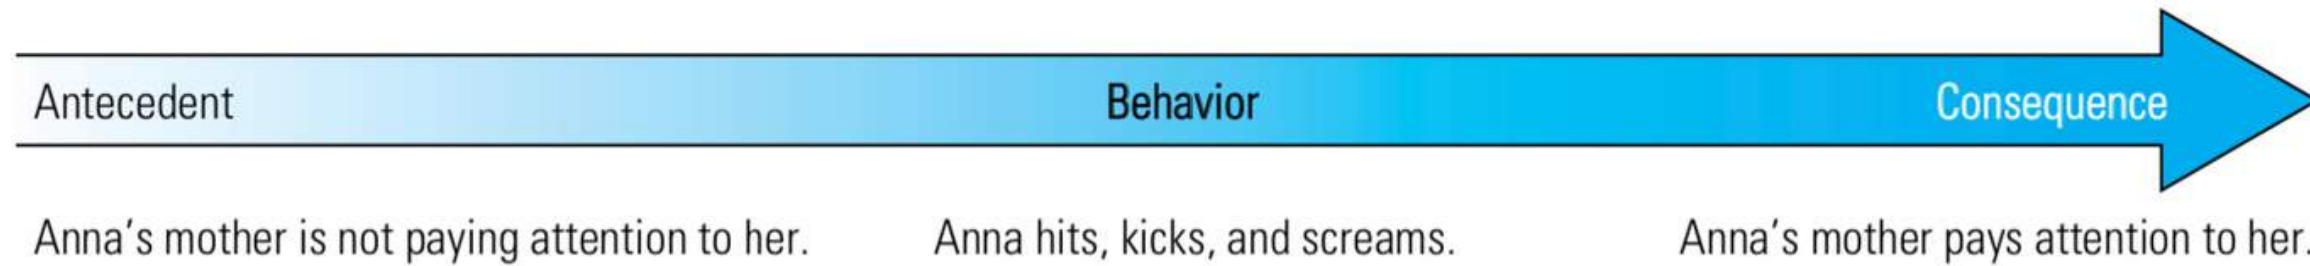 Antecedent Behavior Consequence
Anna's mother is not paying attention to her. Anna hits, kicks, and screams. Anna's mother pays attention to her.